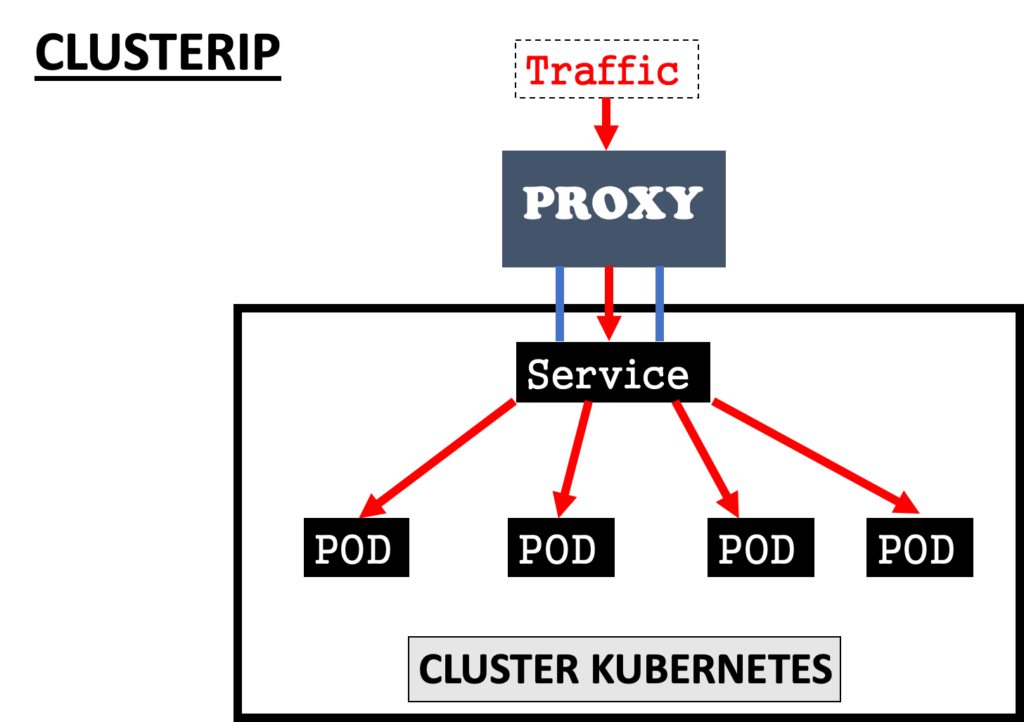 CLUSTERIP
Traffic
PROXY
Service
POD
POD
POD
POD
CLUSTER KUBERNETES